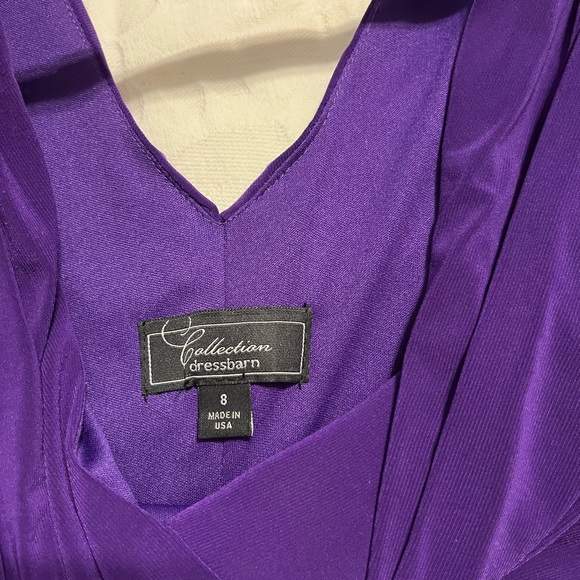 Collection
dressbarn
8
MADE IN
USA